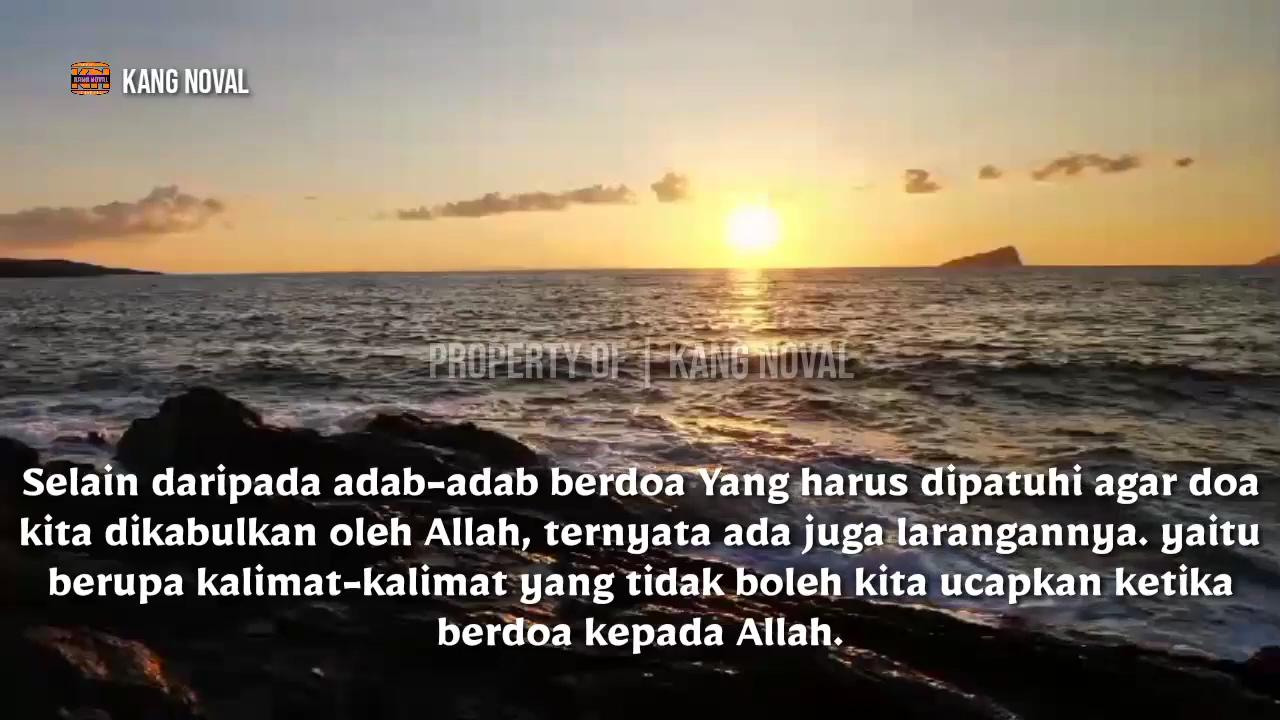 KANG NOVAL
PROPERTY OF | KANG NOVAL
Selain daripada adab-adab berdoa Yang harus dipatuhi agar doa
kita dikabulkan oleh Allah, ternyata ada juga larangannya. yaitu
berupa kalimat-kalimat yang tidak boleh kita ucapkan ketika
berdoa kepada Allah.